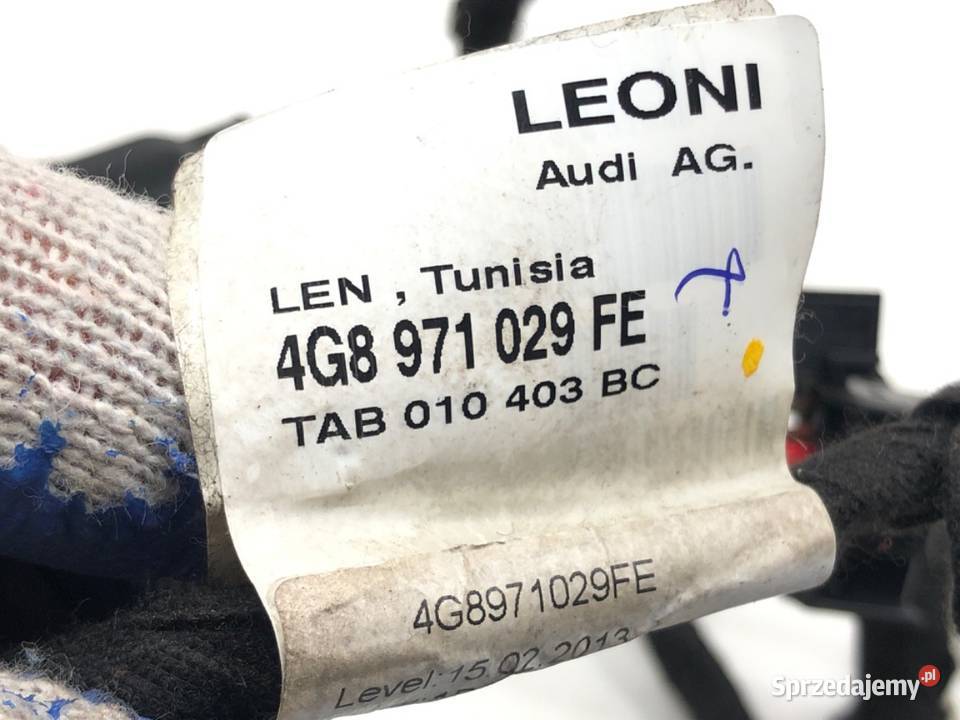 LEONI
Audi AG.
LEN , Tunisia
4G8 971 029 FE
TAB 010 403 BC
4G8971029FE
Level:15.02.2013
Sprzedajemy.pl